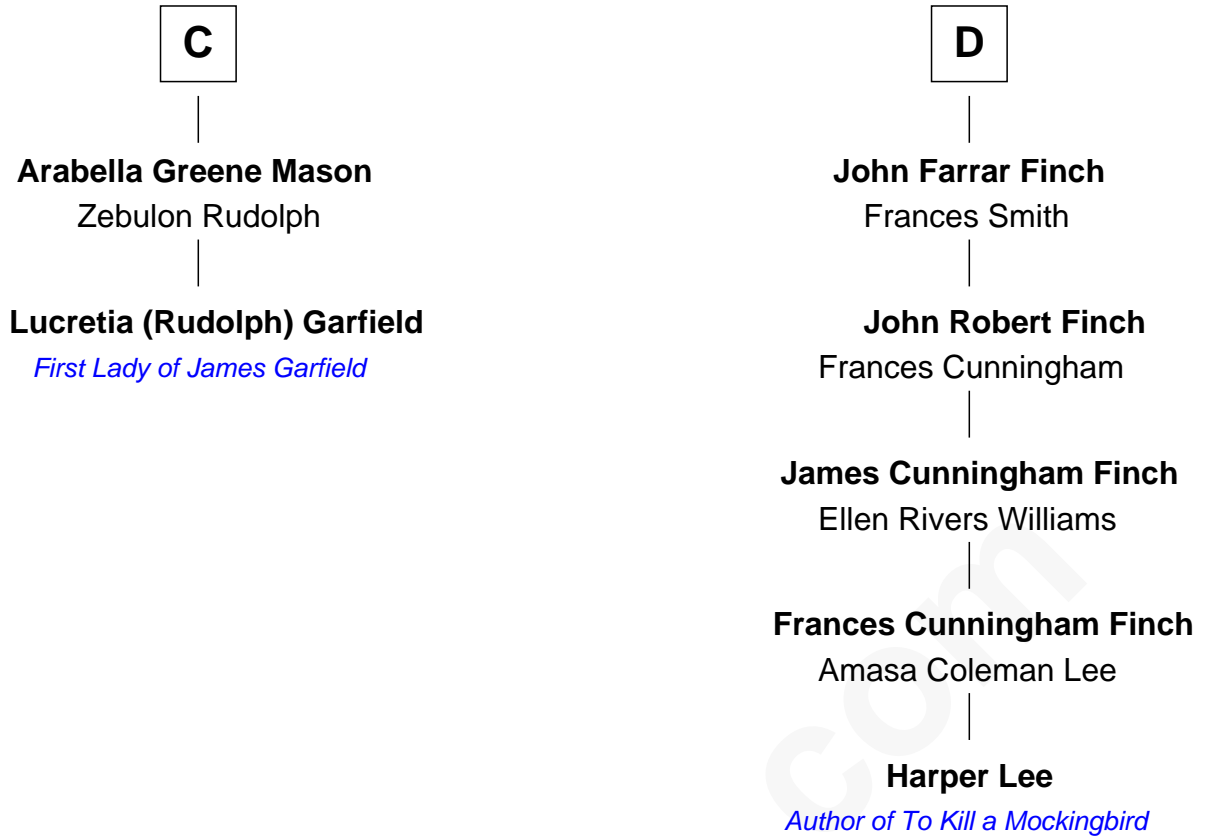 C
Arabella Greene Mason
Zebulon Rudolph
Lucretia (Rudolph) Garfield
First Lady of James Garfield
D
John Farrar Finch
Frances Smith
John Robert Finch
Frances Cunningham
James Cunningham Finch
Ellen Rivers Williams
Frances Cunningham Finch
Amasa Coleman Lee
Harper Lee
Author of To Kill a Mockingbird
com